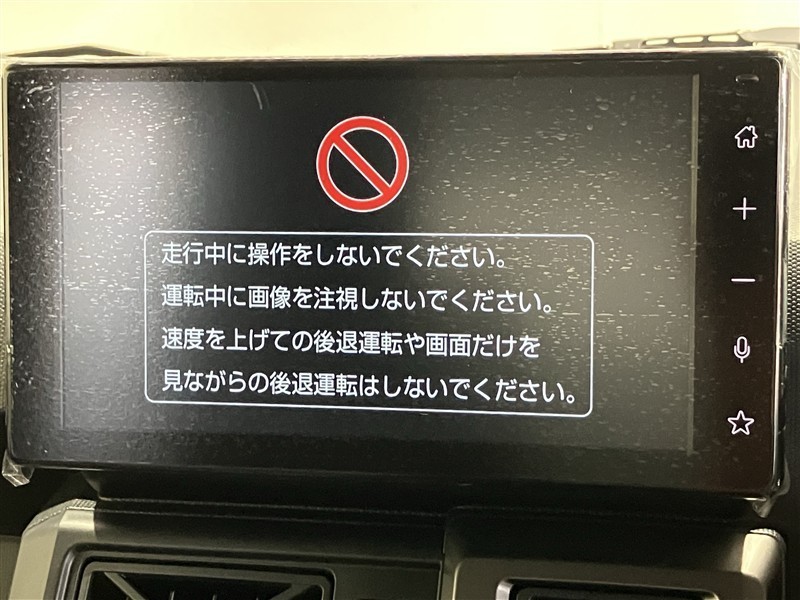 走行中に操作をしないでください。
運転中に画像を注視しないでください。
速度を上げての後退運転や画面だけを
見ながらの後退運転はしないでください。